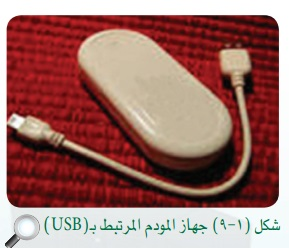 شكل (١-٩) جهاز المودم المرتبط بـ(USB)